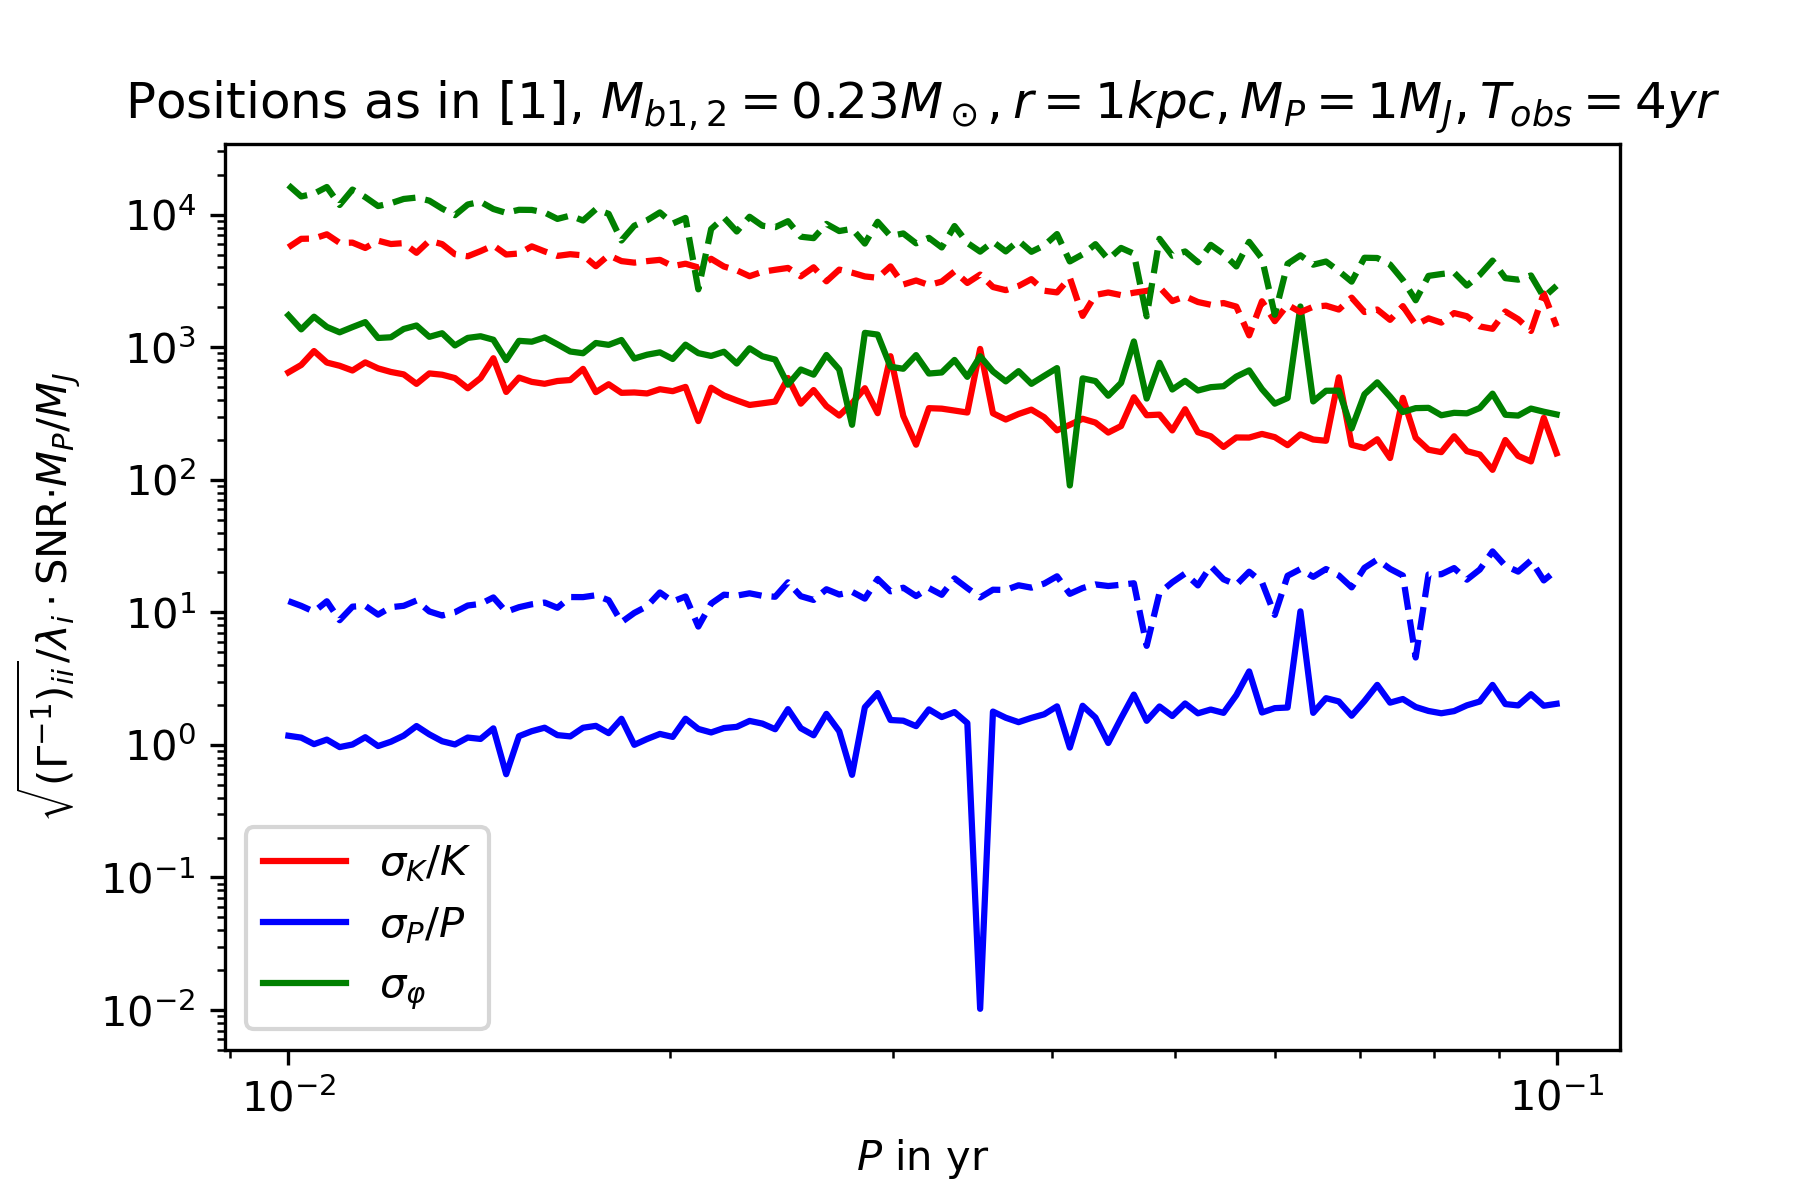 Positions as in [1], $M_{b1,2} = 0.23M_\odot, r = 1kpc, M_P = 1M_J, T_{obs} = 4yr$
$\sqrt{(\Gamma^{-1})_{ii}}/\lambda_i \cdot$ SNR$\cdot M_P/M_J$
$10^4$
$10^3$
$10^2$
$10^1$
$10^0$
$10^{-1}$
$10^{-2}$
$\sigma_K/K$
$\sigma_P/P$
$\sigma_\varphi$
$10^{-2}$
$10^{-1}$
$P$ in yr